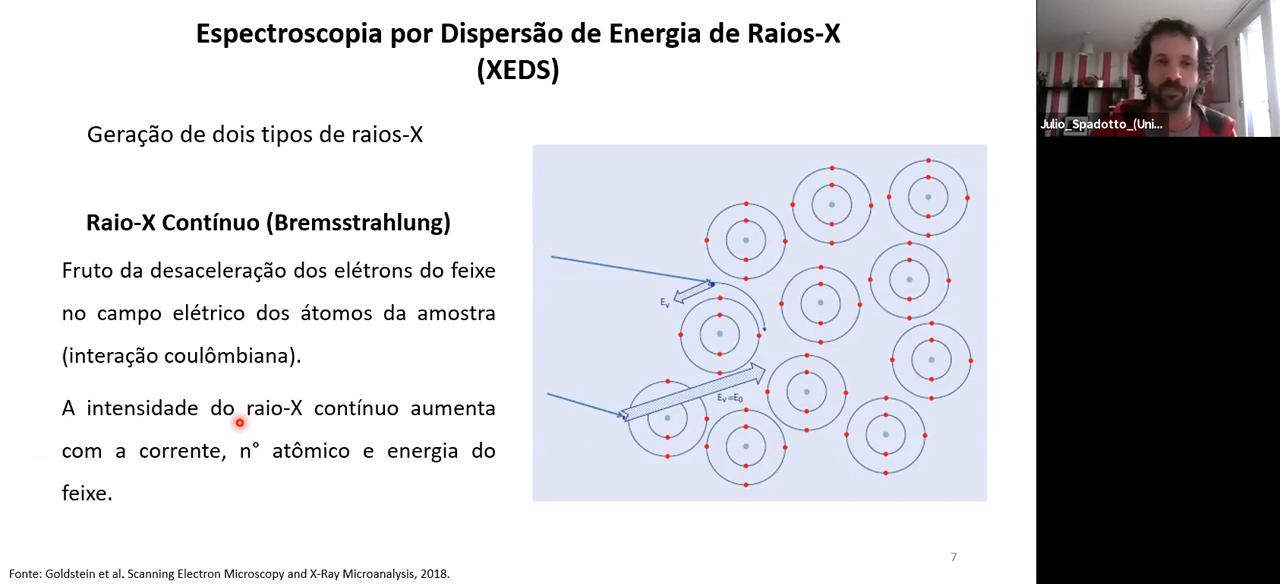 Espectroscopia por Dispersão de Energia de Raios-X
(XEDS)
Geração de dois tipos de raios-X
Raio-X Contínuo (Bremsstrahlung)
Fruto da desaceleração dos elétrons do feixe
no campo elétrico dos átomos da amostra
(interação coulômbiana).
A intensidade do raio-X contínuo aumenta
com a corrente, n° atômico e energia do
feixe.
Eᵥ
Eᵥ=E₀
7
Fonte: Goldstein et al. Scanning Electron Microscopy and X-Ray Microanalysis, 2018.
Julio_Spadotto_(Uni...